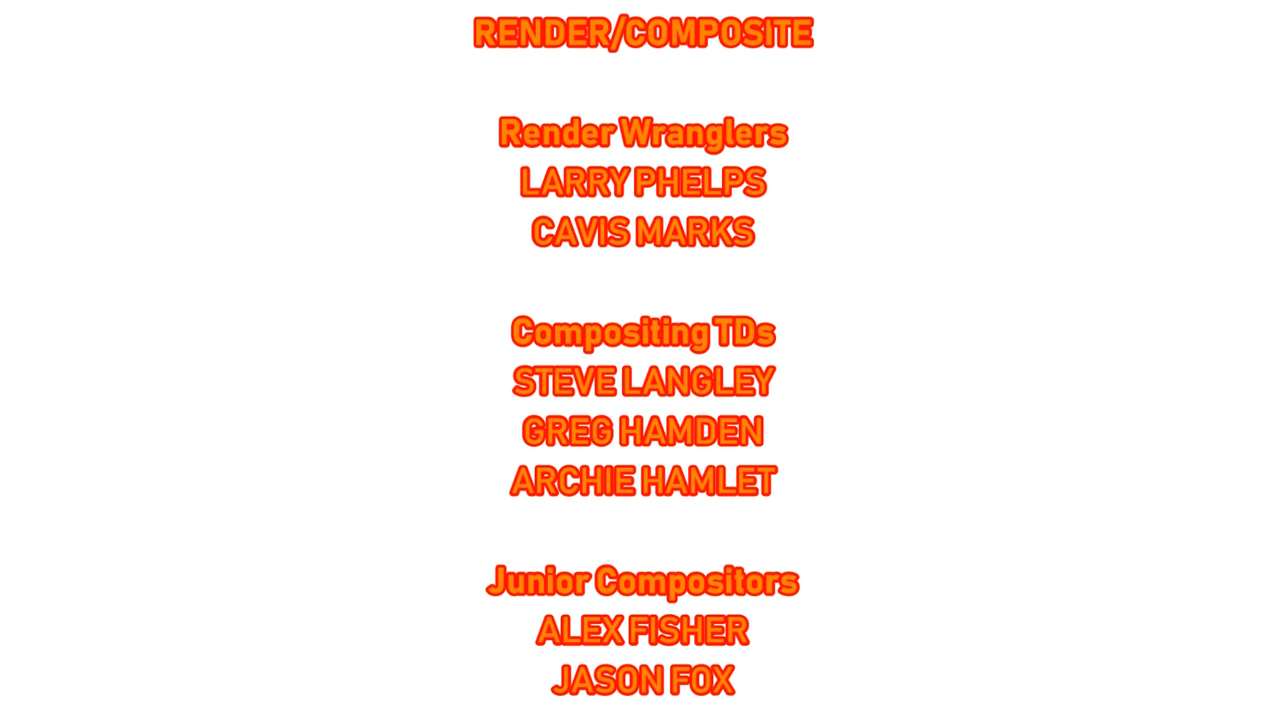 RENDER/COMPOSITE
Render Wranglers
LARRY PHELPS
CAVIS MARKS
Compositing TDs
STEVE LANGLEY
GREG HAMDEN
ARCHIE HAMLET
Junior Compositors
ALEX FISHER
JASON FOX